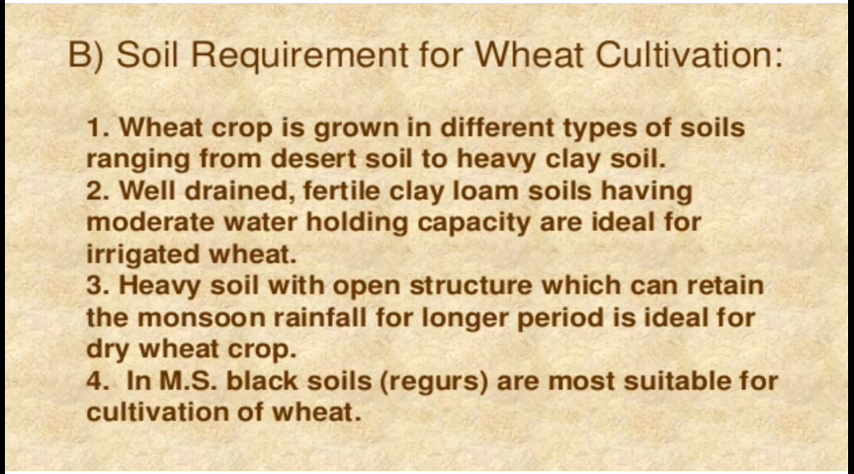 B) Soil Requirement for Wheat Cultivation:
1. Wheat crop is grown in different types of soils
ranging from desert soil to heavy clay soil.
2. Well drained, fertile clay loam soils having
moderate water holding capacity are ideal for
irrigated wheat.
3. Heavy soil with open structure which can retain
the monsoon rainfall for longer period is ideal for
dry wheat crop.
4.  In M.S. black soils (regurs) are most suitable for
cultivation of wheat.